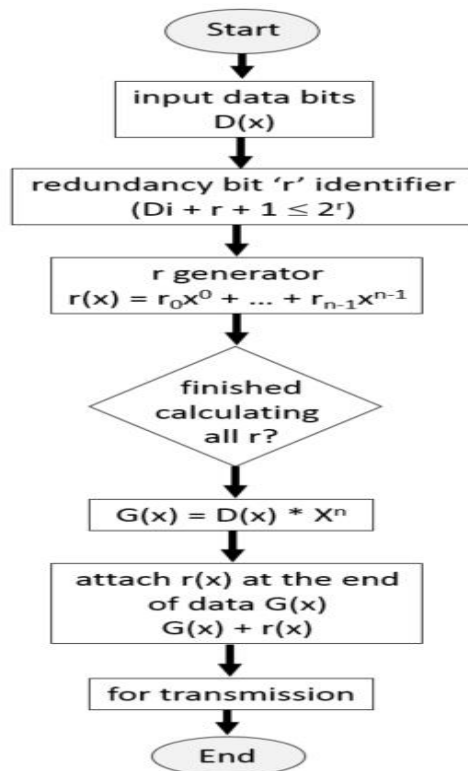 Start
input data bits
D(x)
redundancy bit ‘r’ identifier
(Di + r + 1 ≤ 2ʳ)
r generator
r(x) = r₀x⁰ + ... + rₙ₋₁xⁿ⁻¹
finished
calculating
all r?
G(x) = D(x) * Xⁿ
attach r(x) at the end
of data G(x)
G(x) + r(x)
for transmission
End